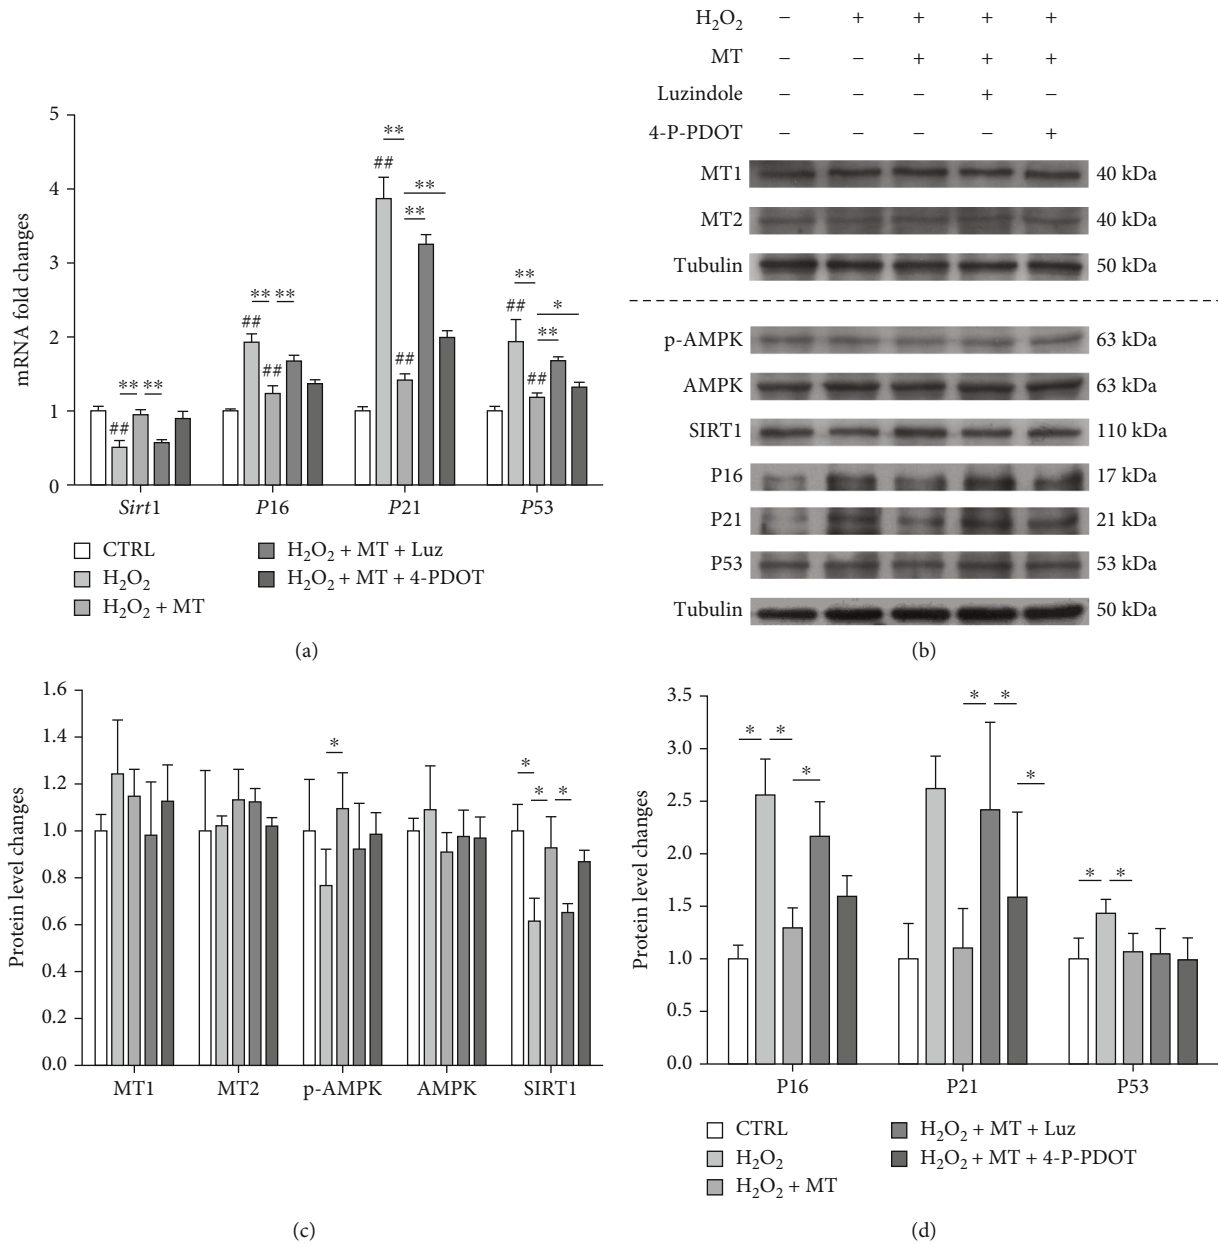 mRNA fold changes
5
4
3
2
1
0
## ** **
## ** ## **
## ** ## ** **
## ** ## ** *
Sirt1 P16 P21 P53
CTRL
H₂O₂
H₂O₂ + MT
H₂O₂ + MT + Luz
H₂O₂ + MT + 4-PDOT
(a)
H₂O₂ − + + + +
MT − − + + +
Luzindole − − − + −
4-P-PDOT − − − − +
MT1 40 kDa
MT2 40 kDa
Tubulin 50 kDa
p-AMPK 63 kDa
AMPK 63 kDa
SIRT1 110 kDa
P16 17 kDa
P21 21 kDa
P53 53 kDa
Tubulin 50 kDa
(b)
Protein level changes
1.6
1.4
1.2
1.0
0.8
0.6
0.4
0.2
0.0
*
* * *
MT1 MT2 p-AMPK AMPK SIRT1
(c)
Protein level changes
3.5
3.0
2.5
2.0
1.5
1.0
0.5
0.0
* * *
* * *
* *
P16 P21 P53
CTRL
H₂O₂
H₂O₂ + MT
H₂O₂ + MT + Luz
H₂O₂ + MT + 4-P-PDOT
(d)